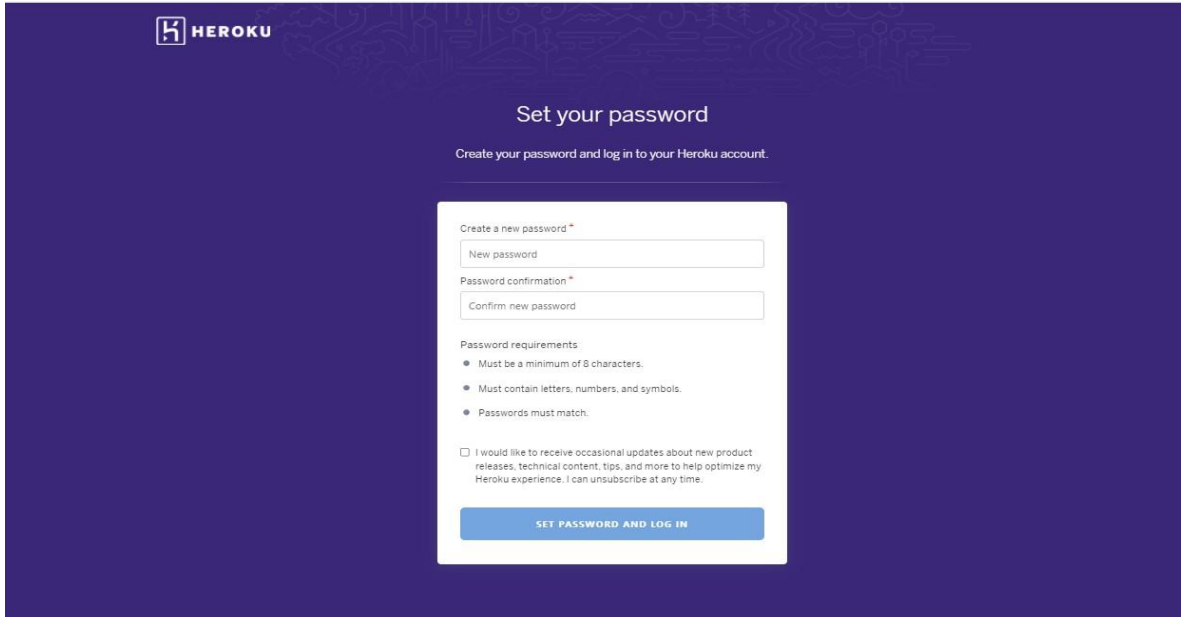 HEROKU
Set your password
Create your password and log in to your Heroku account.
Create a new password *
New password
Password confirmation *
Confirm new password
Password requirements
Must be a minimum of 8 characters.
Must contain letters, numbers, and symbols.
Passwords must match.
I would like to receive occasional updates about new product
releases, technical content, tips, and more to help optimize my
Heroku experience. I can unsubscribe at any time.
SET PASSWORD AND LOG IN